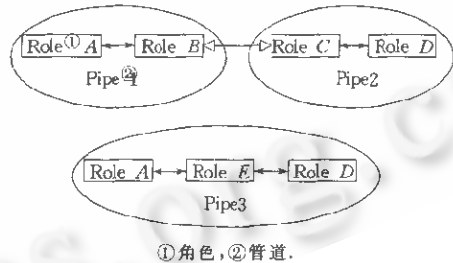 Role① A Role B Role C Role D
Pipe②1 Pipe2
Role A Role E Role D
Pipe3
①角色,②管道.